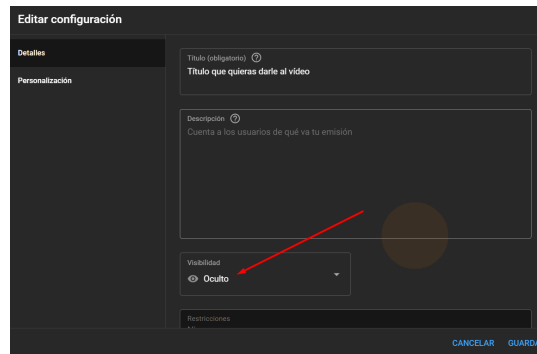 Editar configuración
Detalles
Personalización
Título (obligatorio)
Título que quieras darle al vídeo
Descripción
Cuenta a los usuarios de qué va tu emisión
Visibilidad
Oculto
Restricciones
CANCELAR GUARDA